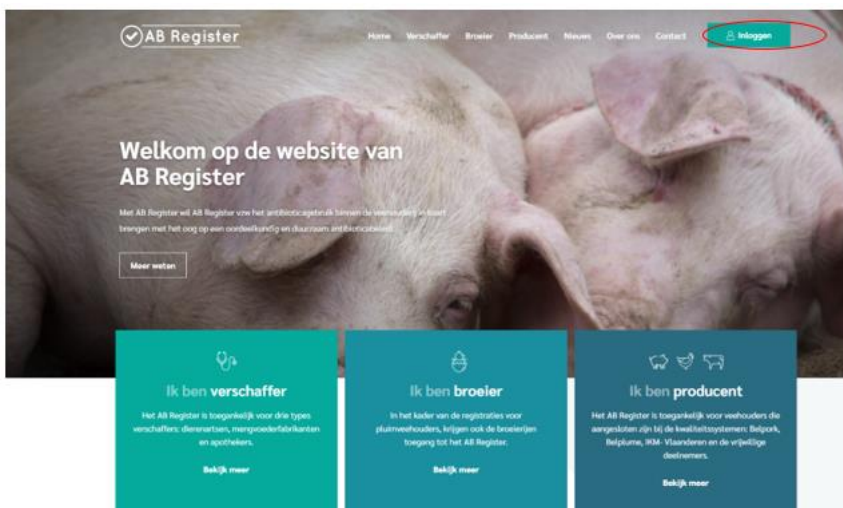 AB Register
Home Verschaffer Broeier Producent Nieuws Over ons Contact Inloggen
Welkom op de website van
AB Register
Met AB Register wil AB Register vzw het antibioticagebruik binnen de veehouderij in kaart
brengen met het oog op een oordeelkundig en duurzaam antibioticabeleid.
Meer weten
Ik ben verschaffer
Het AB Register is toegankelijk voor drie types
verschaffers: dierenartsen, mengvoederfabrikanten
en apothekers.
Bekijk meer
Ik ben broeier
In het kader van de registraties voor
pluimveehouders, krijgen ook de broeierijen
toegang tot het AB Register.
Bekijk meer
Ik ben producent
Het AB Register is toegankelijk voor veehouders die
aangesloten zijn bij de kwaliteitssystemen: Belpork,
Belplume, IKM- Vlaanderen en de vrijwillige
deelnemers.
Bekijk meer